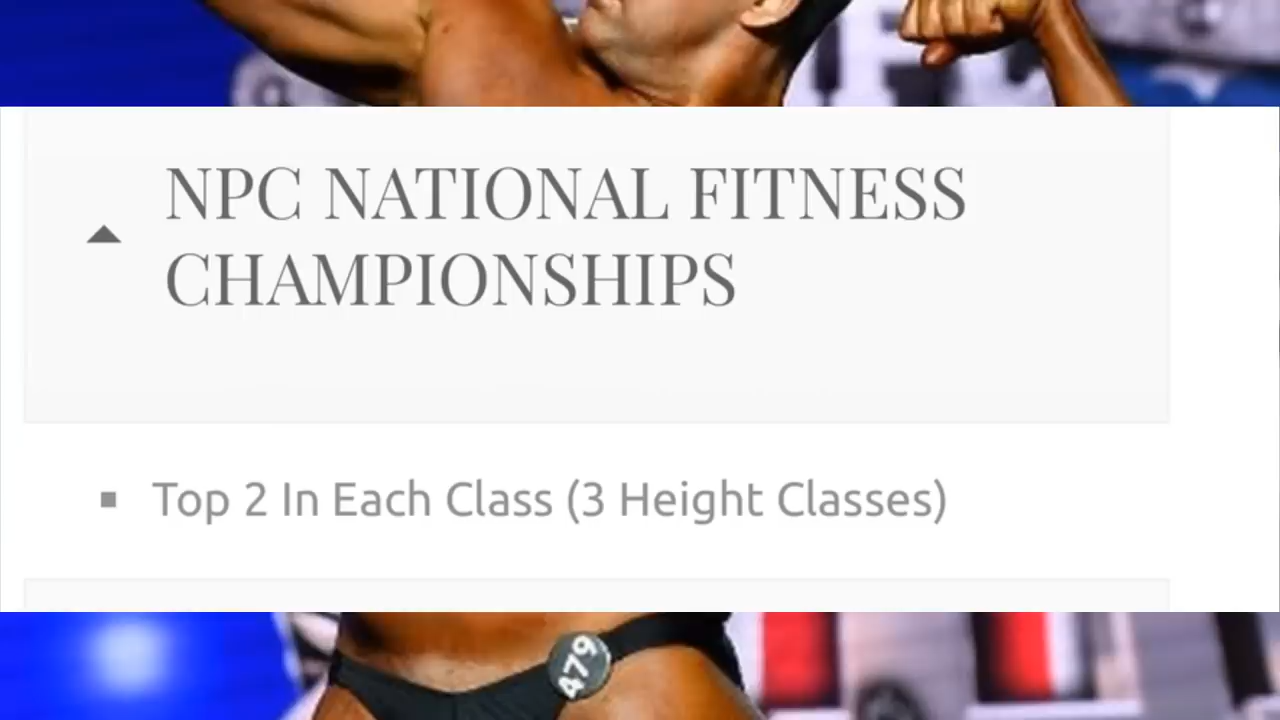 NPC NATIONAL FITNESS
CHAMPIONSHIPS
Top 2 In Each Class (3 Height Classes)
479